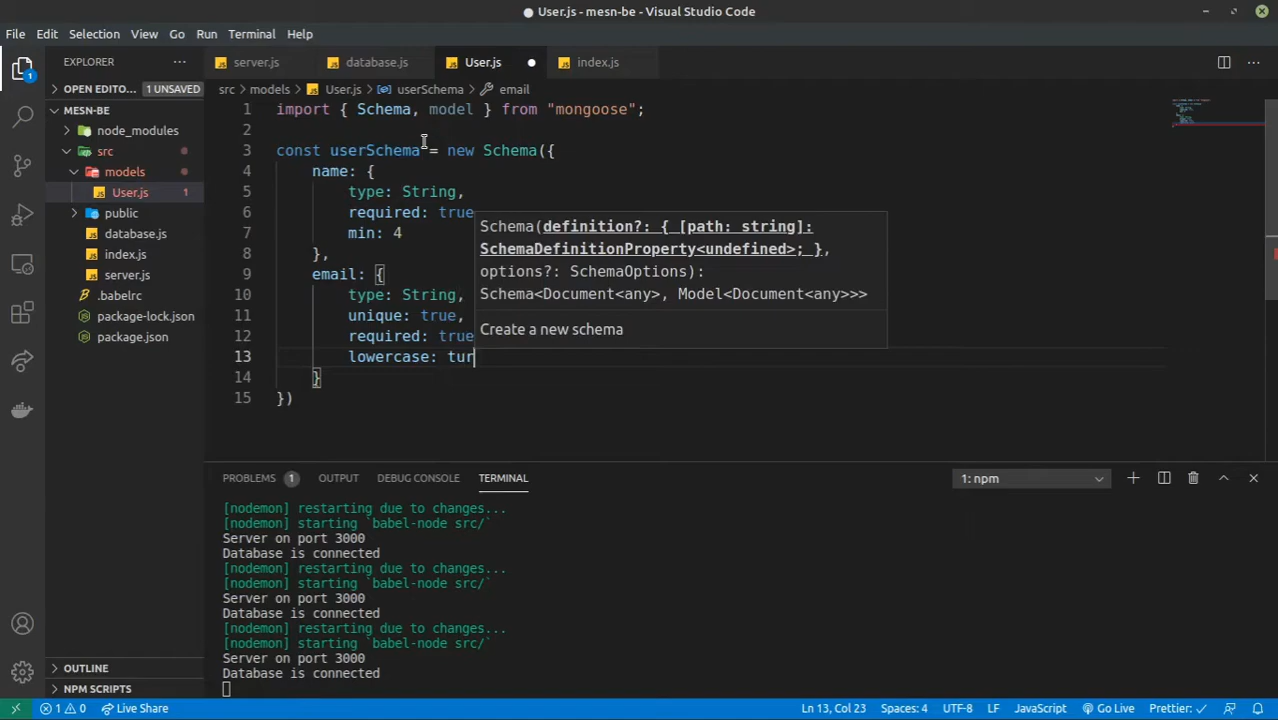 User.js - mesn-be - Visual Studio Code
File Edit Selection View Go Run Terminal Help
EXPLORER
server.js database.js User.js index.js
OPEN EDITO... 1 UNSAVED
src models User.js userSchema email
MESN-BE
node_modules
src
models
User.js 1
public
database.js
index.js
server.js
.babelrc
package-lock.json
package.json
1 import { Schema, model } from "mongoose";
2
3 const userSchema = new Schema({
4 name: {
5 type: String,
6 required: true
7 min: 4
8 },
9 email: {
10 type: String,
11 unique: true,
12 required: true
13 lowercase: tur
14 }
15 })
Schema(definition?: { [path: string]:
SchemaDefinitionProperty<undefined>; },
options?: SchemaOptions):
Schema<Document<any>, Model<Document<any>>>
Create a new schema
PROBLEMS 1 OUTPUT DEBUG CONSOLE TERMINAL 1: npm
[nodemon] restarting due to changes...
[nodemon] starting `babel-node src/`
Server on port 3000
Database is connected
[nodemon] restarting due to changes...
[nodemon] starting `babel-node src/`
Server on port 3000
Database is connected
[nodemon] restarting due to changes...
[nodemon] starting `babel-node src/`
Server on port 3000
Database is connected
OUTLINE
NPM SCRIPTS
1 0 Live Share Ln 13, Col 23 Spaces: 4 UTF-8 LF JavaScript Go Live Prettier: ✓